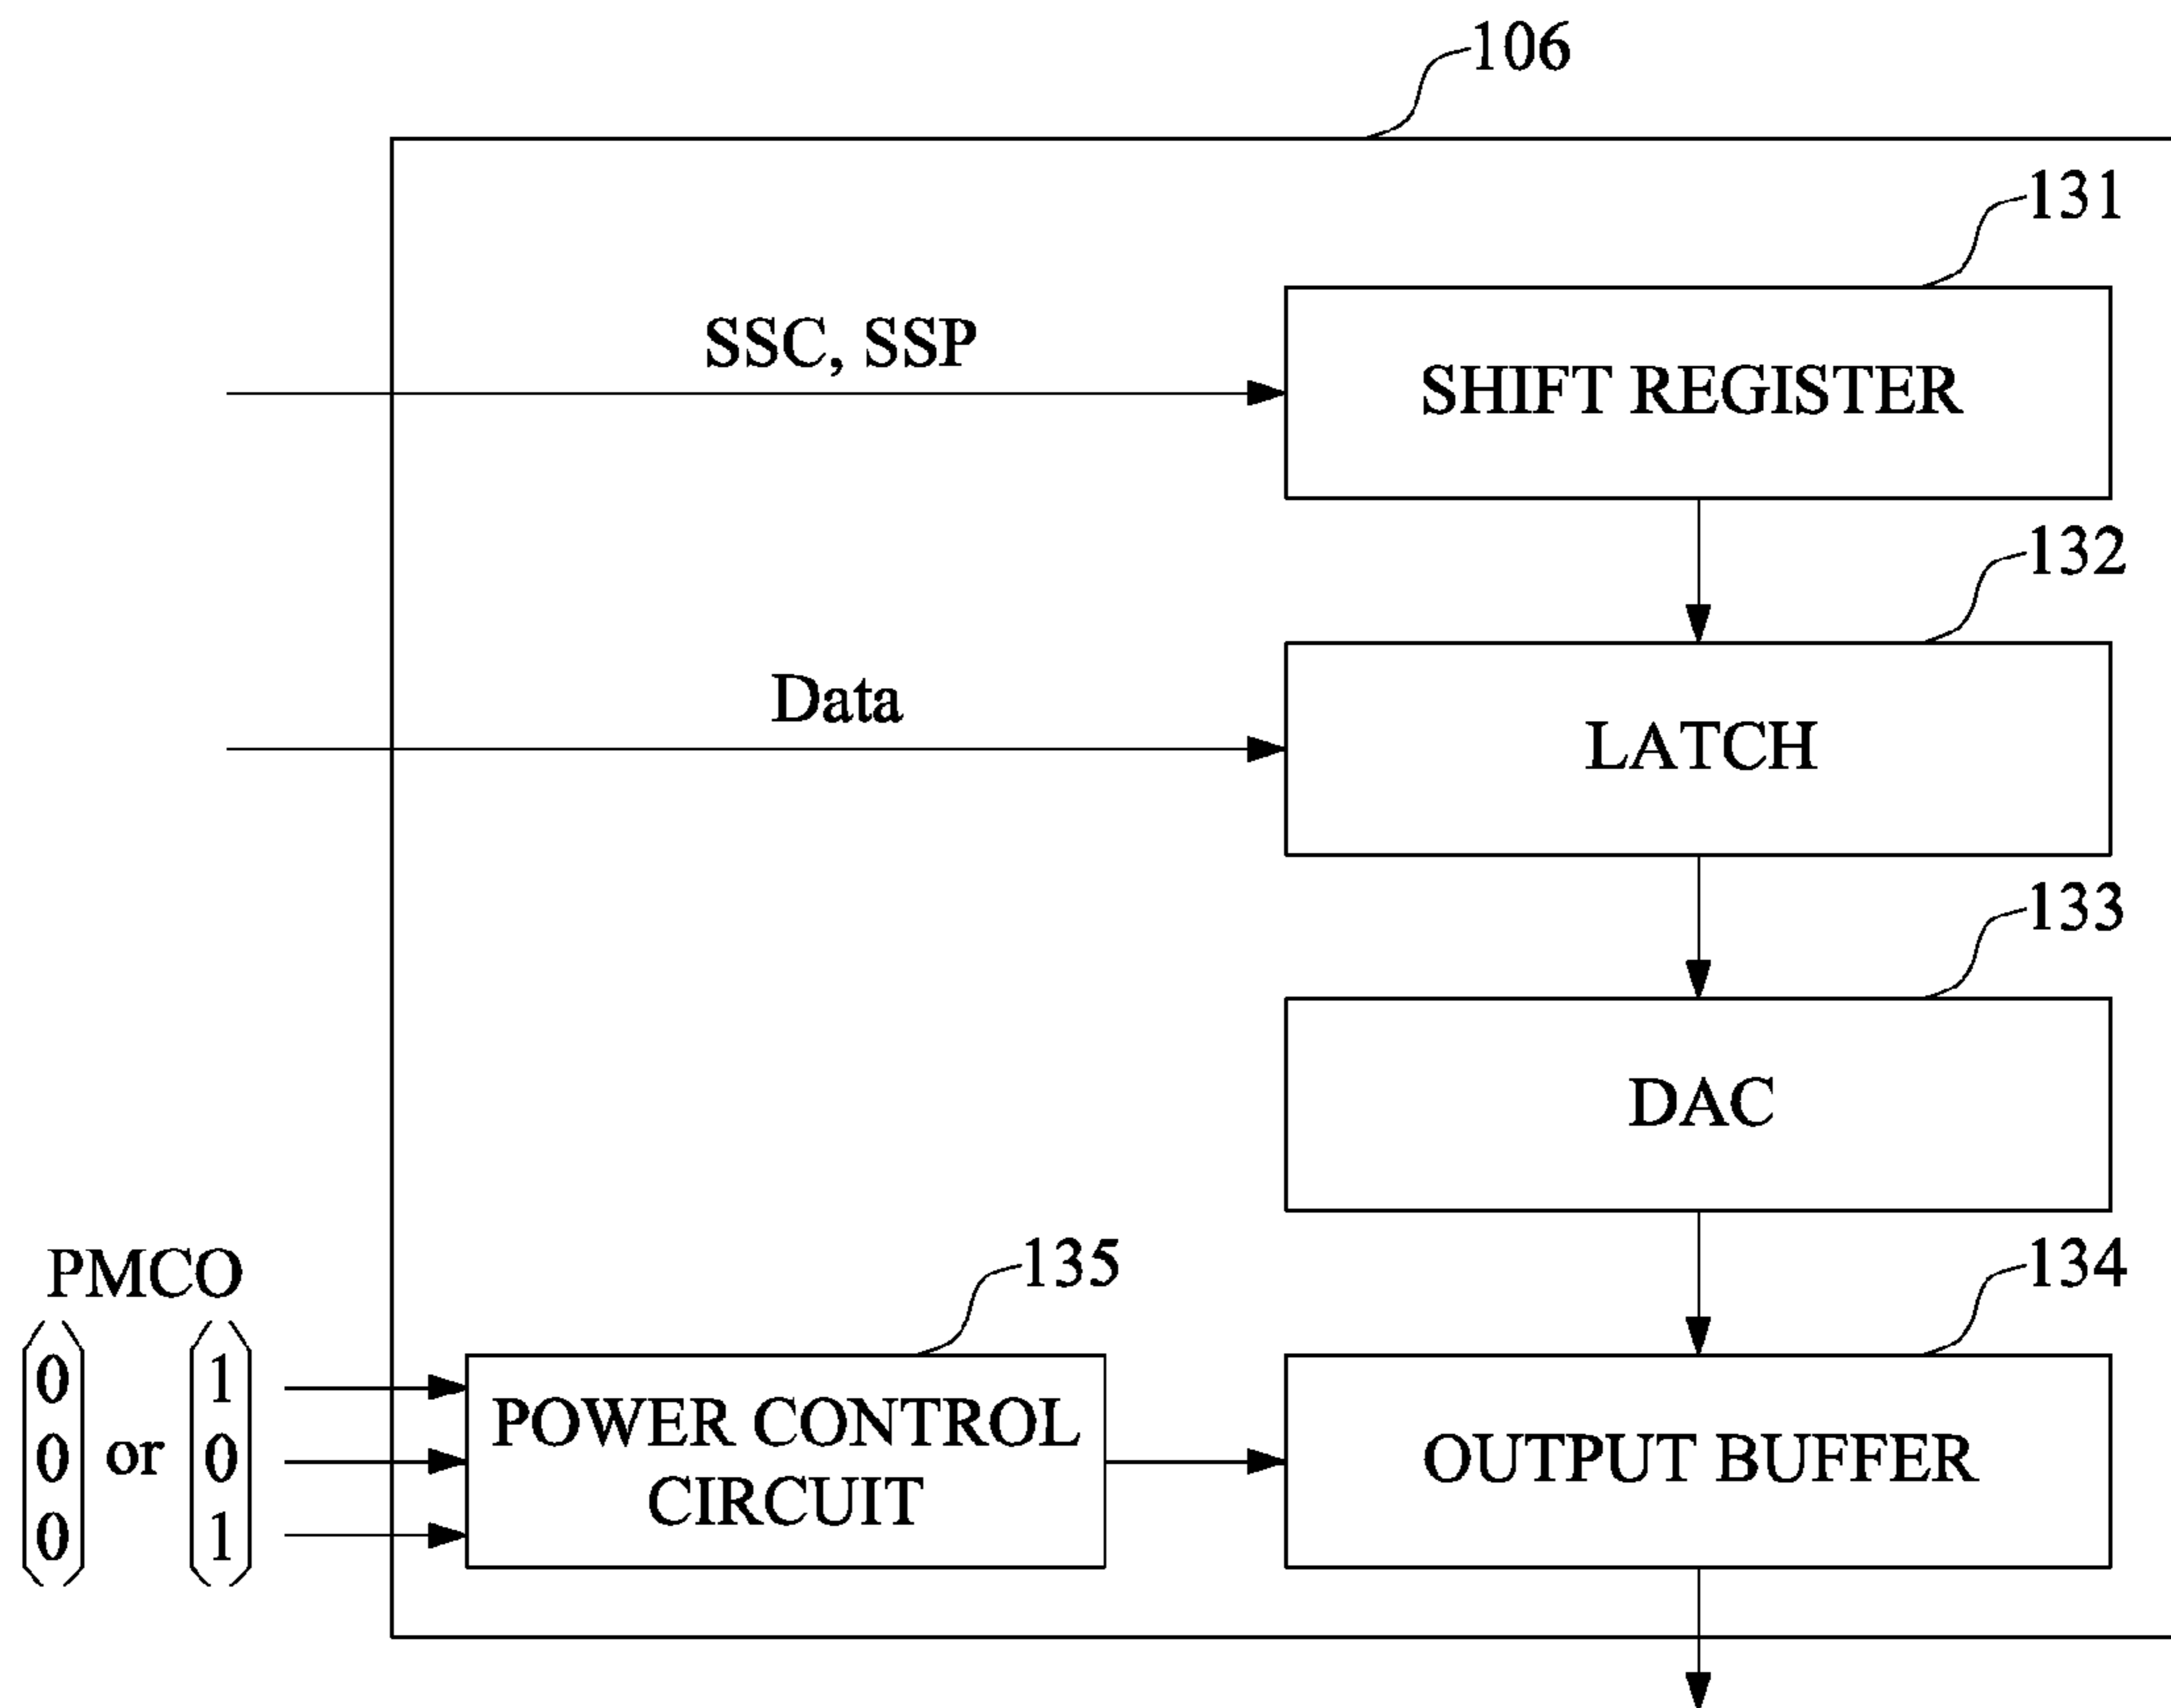 106
131
SSC, SSP
SHIFT REGISTER
132
Data
LATCH
133
DAC
PMCO
135
134
0 1
0 or 0
0 1
POWER CONTROL
CIRCUIT
OUTPUT BUFFER